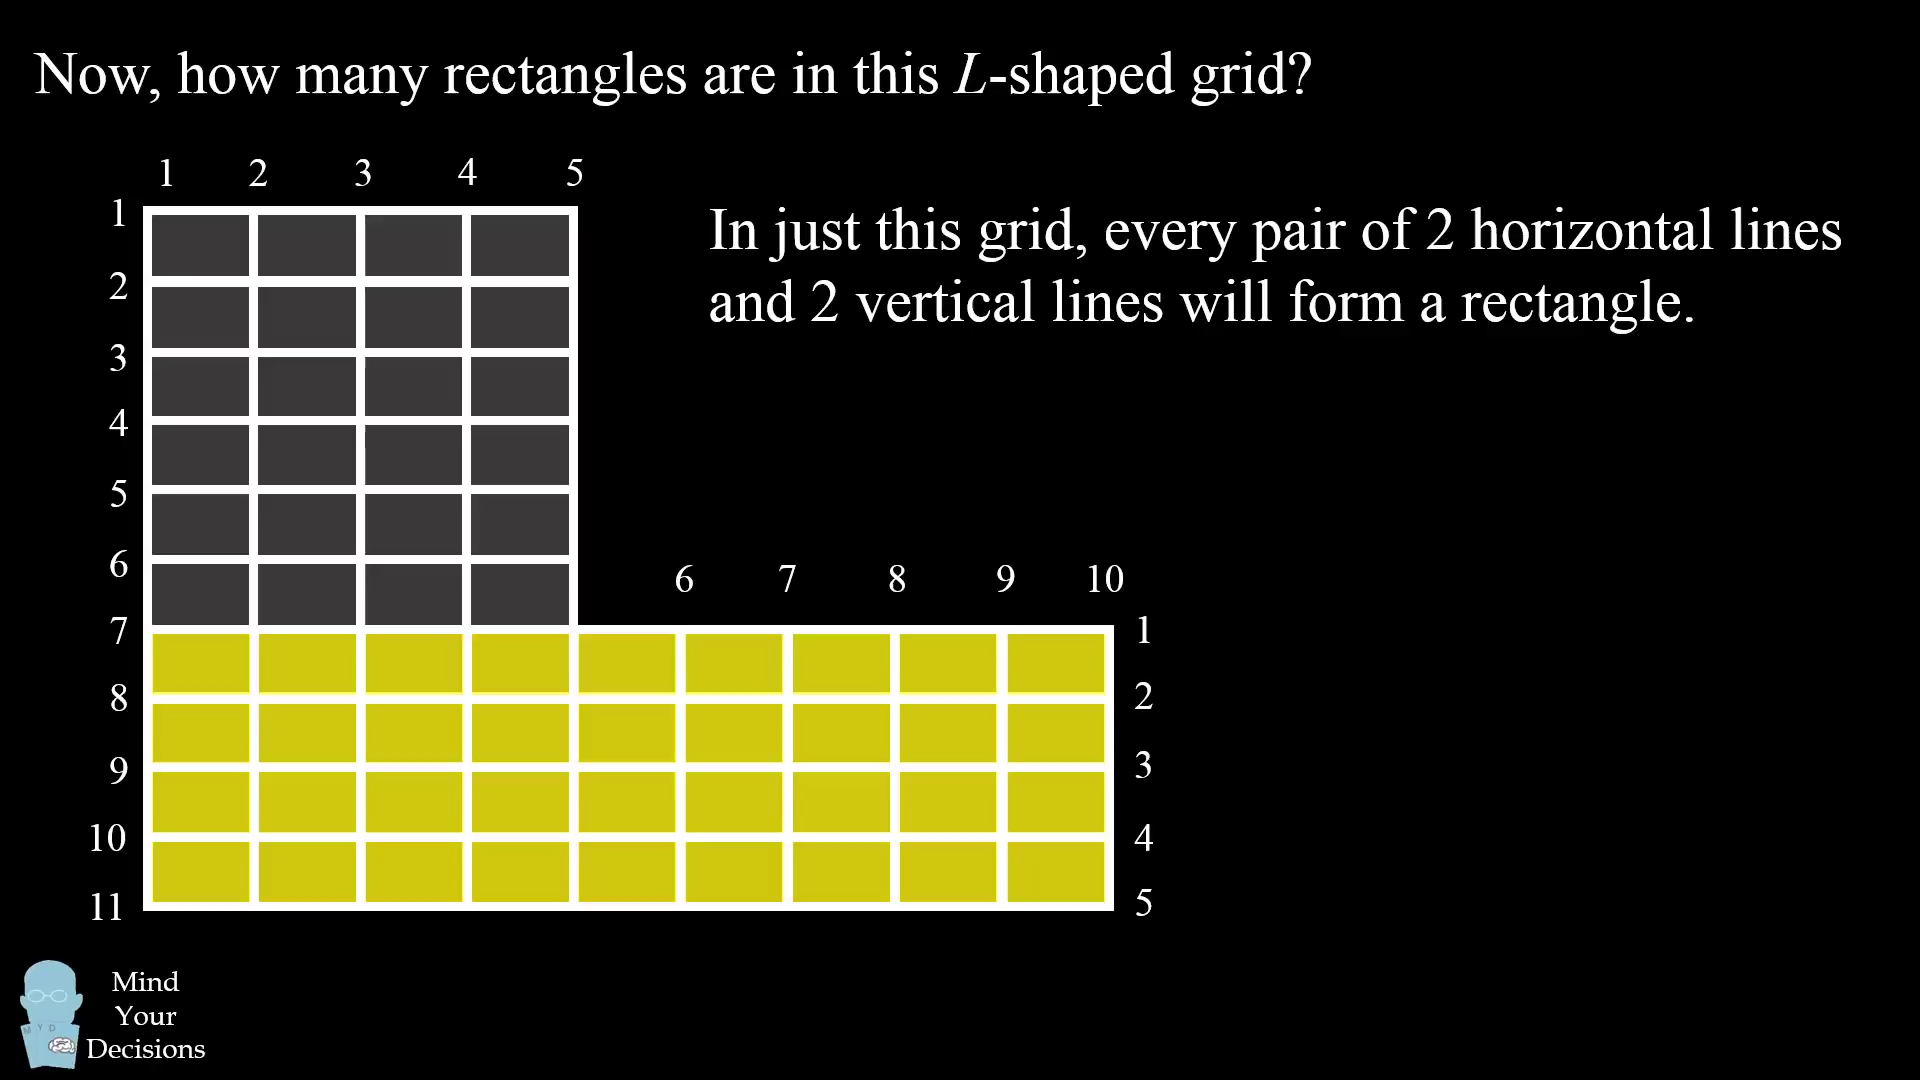 Now, how many rectangles are in this L-shaped grid?
1 2 3 4 5
In just this grid, every pair of 2 horizontal lines
and 2 vertical lines will form a rectangle.
1
2
3
4
5
6
7
8
9
10
11
6 7 8 9 10
1
2
3
4
5
M Y D
Mind
Your
Decisions